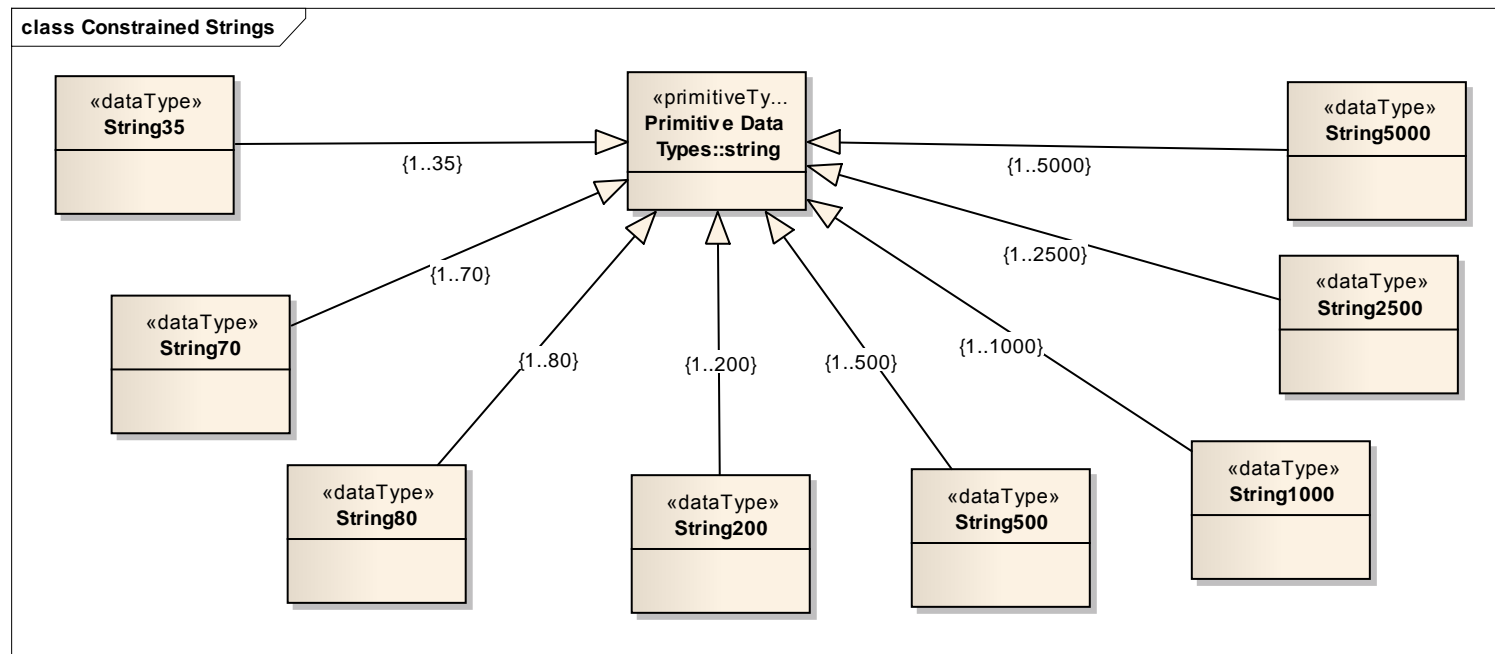 class Constrained Strings
«dataType»
String35
«primitiveTy...
Primitive Data
Types::string
«dataType»
String5000
{1..35}
{1..5000}
{1..70}
{1..2500}
«dataType»
String2500
«dataType»
String70
{1..80}
{1..200}
{1..500}
{1..1000}
«dataType»
String80
«dataType»
String200
«dataType»
String500
«dataType»
String1000